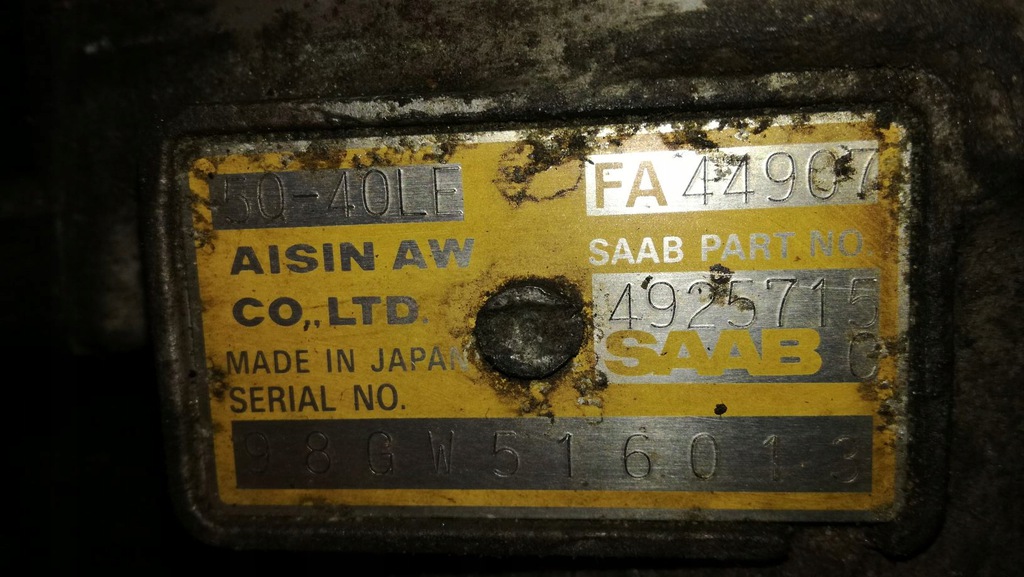 50-40LE
FA 44907
AISIN AW
CO,.LTD.
SAAB PART NO
4925715
SAAB C
MADE IN JAPAN
SERIAL NO.
98GW516013